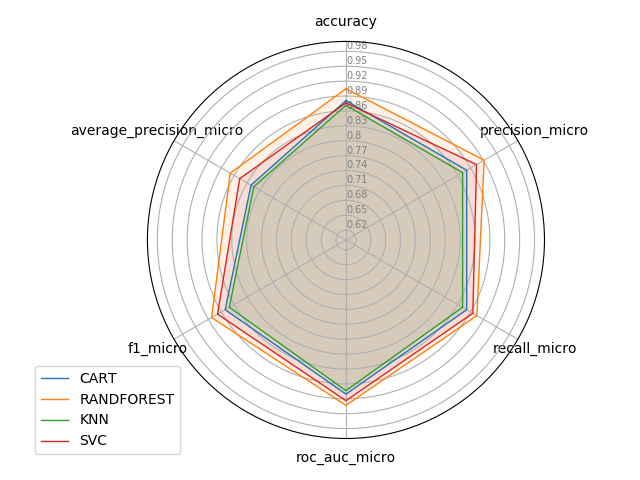 accuracy
0.98
0.95
0.92
0.89
0.86
0.83
0.8
0.77
0.74
0.71
0.68
0.65
0.62
average_precision_micro
precision_micro
f1_micro
recall_micro
roc_auc_micro
CART
RANDFOREST
KNN
SVC